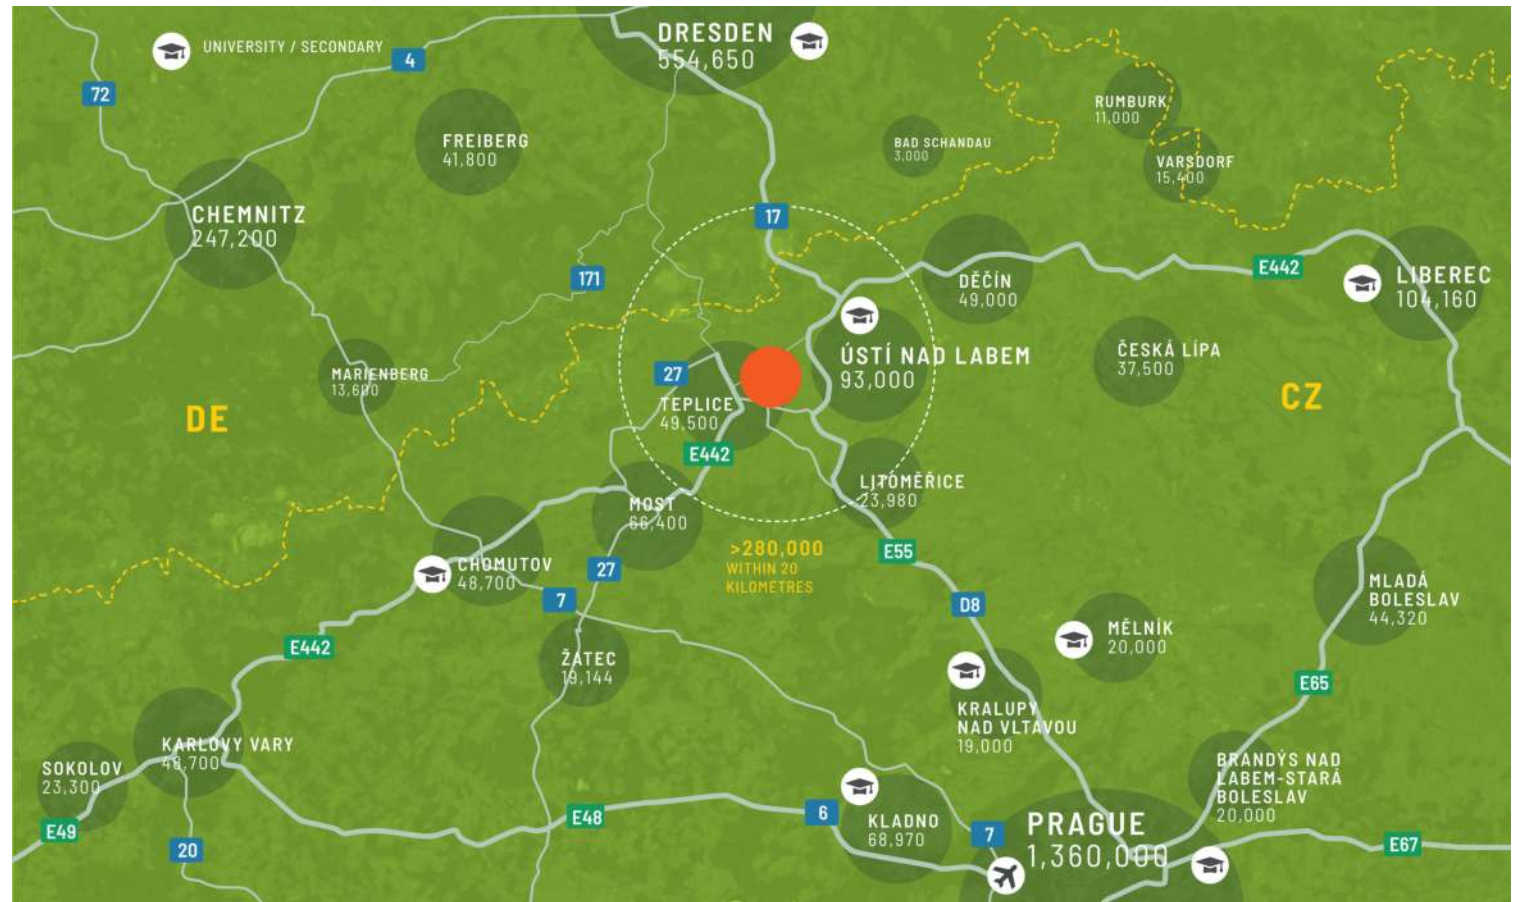 UNIVERSITY / SECONDARY
4
72
DRESDEN
554,650
FREIBERG
41,800
RUMBURK
11,000
BAD SCHANDAU
3,000
VARSDORF
15,400
CHEMNITZ
247,200
17
171
E442
LIBEREC
104,160
DĚČÍN
49,000
ÚSTÍ NAD LABEM
93,000
ČESKÁ LÍPA
37,500
MARIENBERG
13,600
27
TEPLICE
49,500
DE
CZ
E442
LITOMĚŘICE
23,980
MOST
66,400
>280,000
WITHIN 20
KILOMETRES
E55
CHOMUTOV
48,700
27
7
D8
MLADÁ
BOLESLAV
44,320
MĚLNÍK
20,000
E442
ŽATEC
19,144
E65
KRALUPY
NAD VLTAVOU
19,000
KARLOVY VARY
48,700
SOKOLOV
23,300
BRANDÝS NAD
LABEM-STARÁ
BOLESLAV
20,000
E49
20
E48
6
KLADNO
68,970
7
PRAGUE
1,360,000
E67